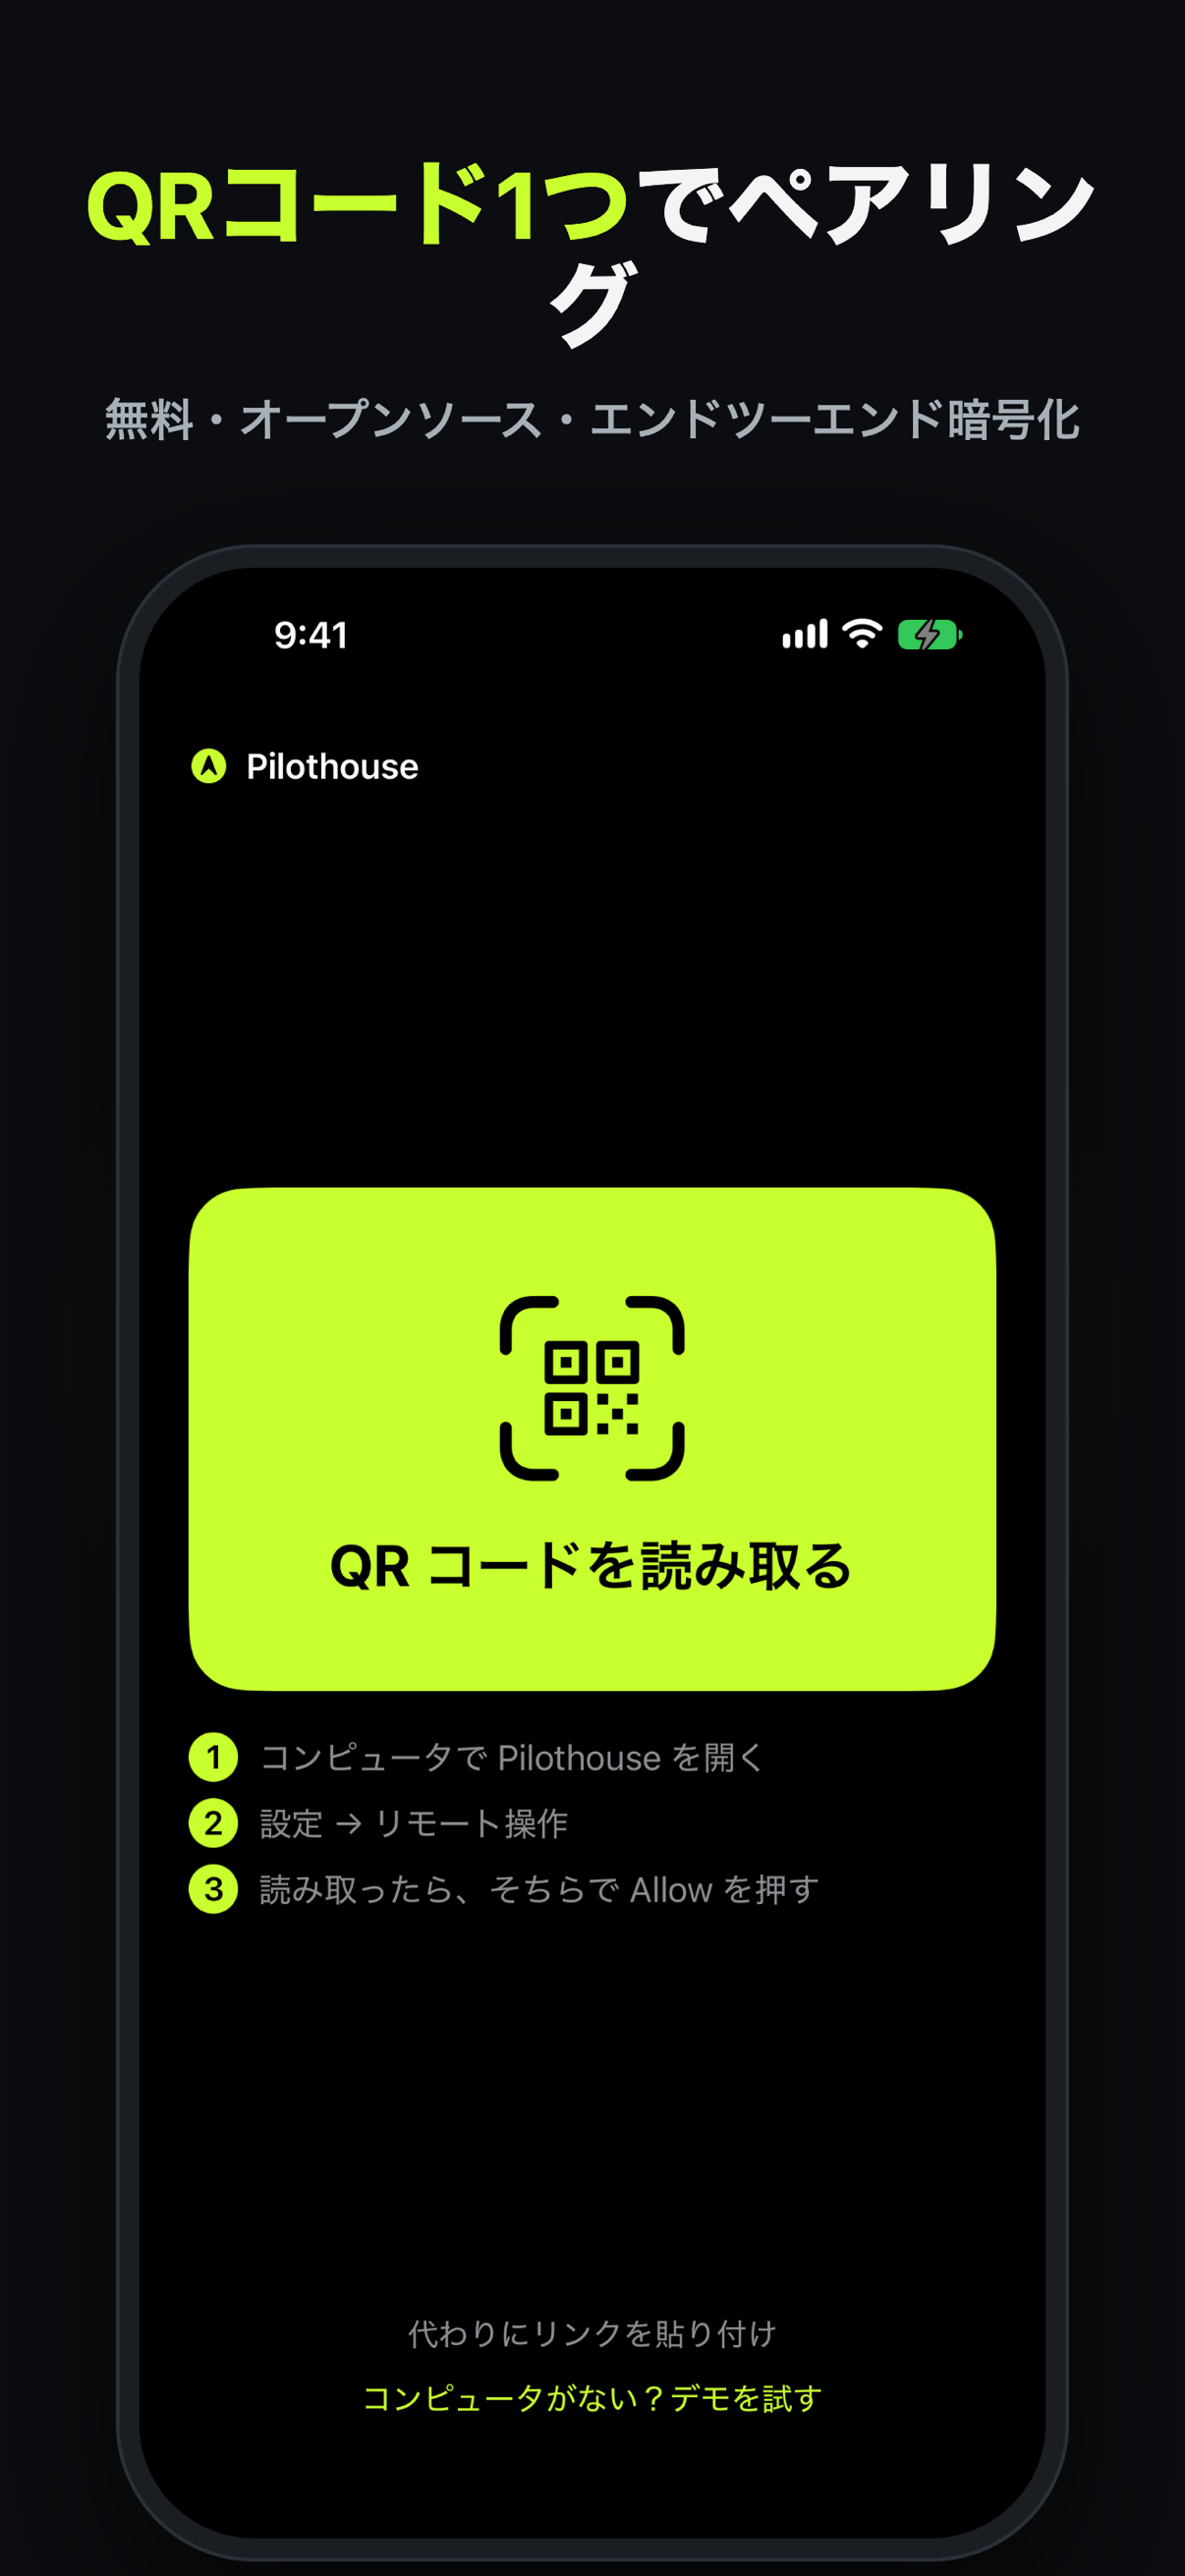 QRコード1つでペアリン
グ
無料・オープンソース・エンドツーエンド暗号化
9:41
Pilothouse
QR コードを読み取る
1 コンピュータで Pilothouse を開く
2 設定 → リモート操作
3 読み取ったら、そちらで Allow を押す
代わりにリンクを貼り付け
コンピュータがない？デモを試す